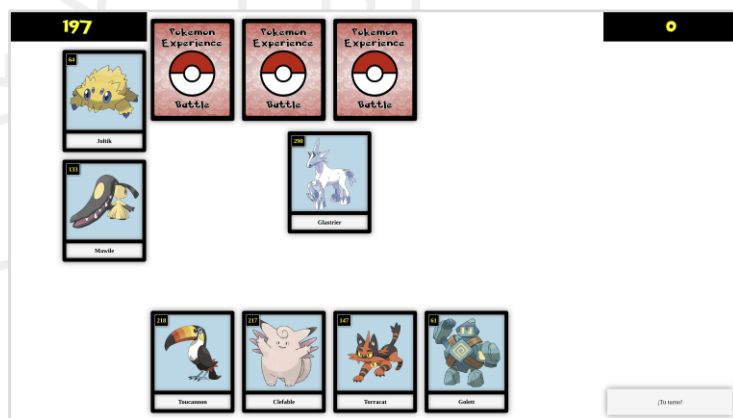 197
0
64
Joltik
Pokemon
Experience
Battle
Pokemon
Experience
Battle
Pokemon
Experience
Battle
290
Glastrier
133
Mawile
218
Toucannon
217
Clefable
147
Torracat
61
Golett
¡Tu turno!